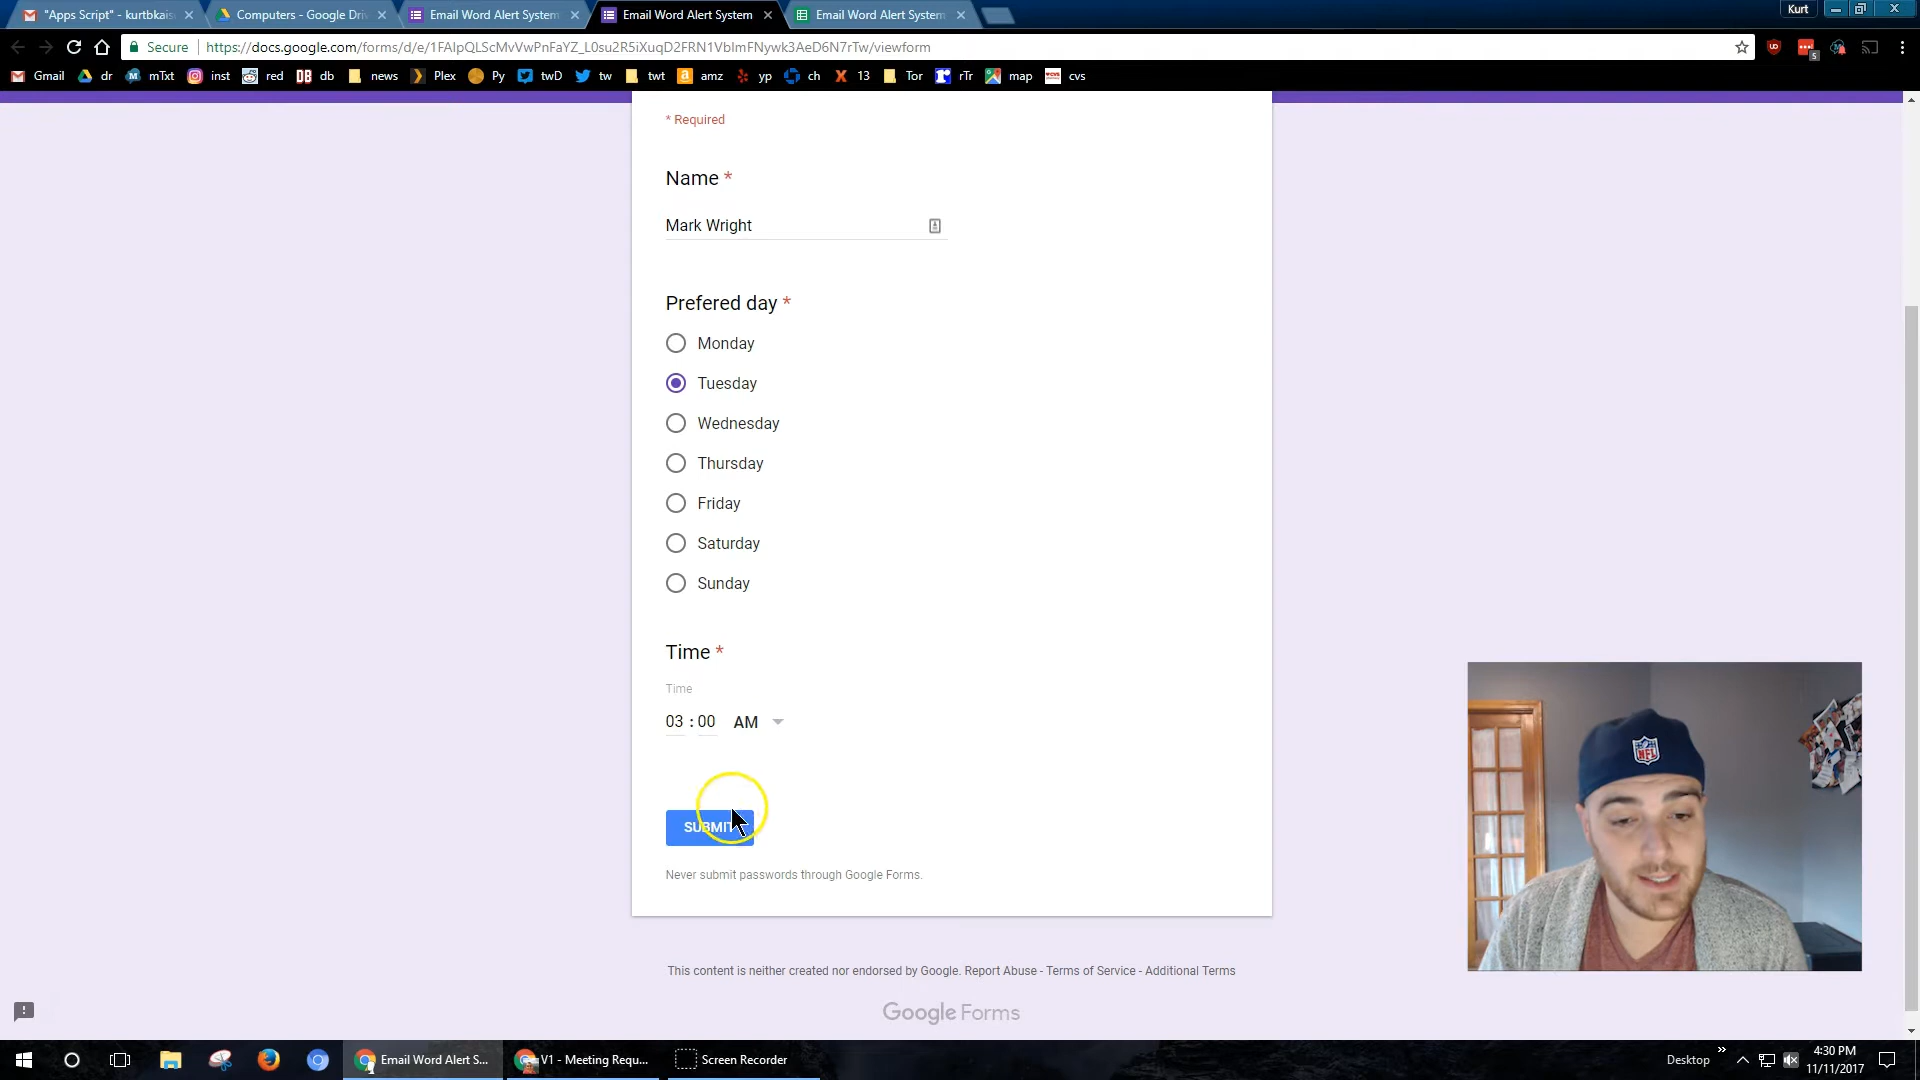 "Apps Script" - kurtbkais
Computers - Google Dri
Email Word Alert System
Email Word Alert System
Email Word Alert System
Kurt
Secure
https://docs.google.com/forms/d/e/1FAIpQLScMvVwPnFaYZ_L0su2R5iXuqD2FRN1VblmFNywk3AeD6N7rTw/viewform
Gmail
dr
mTxt
inst
red
DB
db
news
Plex
Py
twD
tw
twt
amz
yp
ch
X
13
Tor
rTr
map
cvs
* Required
Name *
Mark Wright
Prefered day *
Monday
Tuesday
Wednesday
Thursday
Friday
Saturday
Sunday
Time *
Time
03 : 00 AM
SUBMIT
Never submit passwords through Google Forms.
This content is neither created nor endorsed by Google. Report Abuse - Terms of Service - Additional Terms
Google Forms
NFL
Email Word Alert S...
V1 - Meeting Requ...
Screen Recorder
Desktop
4:30 PM
11/11/2017